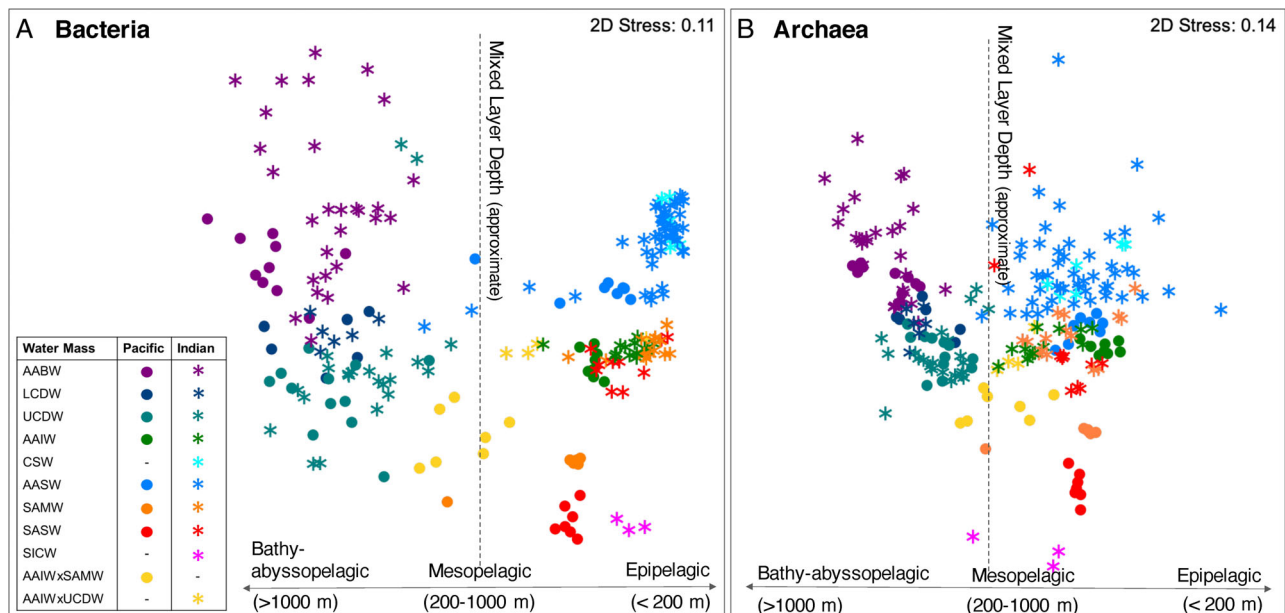 A Bacteria
2D Stress: 0.11
Mixed Layer Depth (approximate)
Water Mass Pacific Indian
AABW
LCDW
UCDW
AAIW
CSW -
AASW
SAMW
SASW
SICW -
AAIWxSAMW -
AAIWxUCDW -
Bathy-
abyssopelagic Mesopelagic Epipelagic
(>1000 m) (200-1000 m) (< 200 m)
B Archaea
2D Stress: 0.14
Mixed Layer Depth (approximate)
Bathy-abyssopelagic Mesopelagic Epipelagic
(>1000 m) (200-1000 m) (< 200 m)